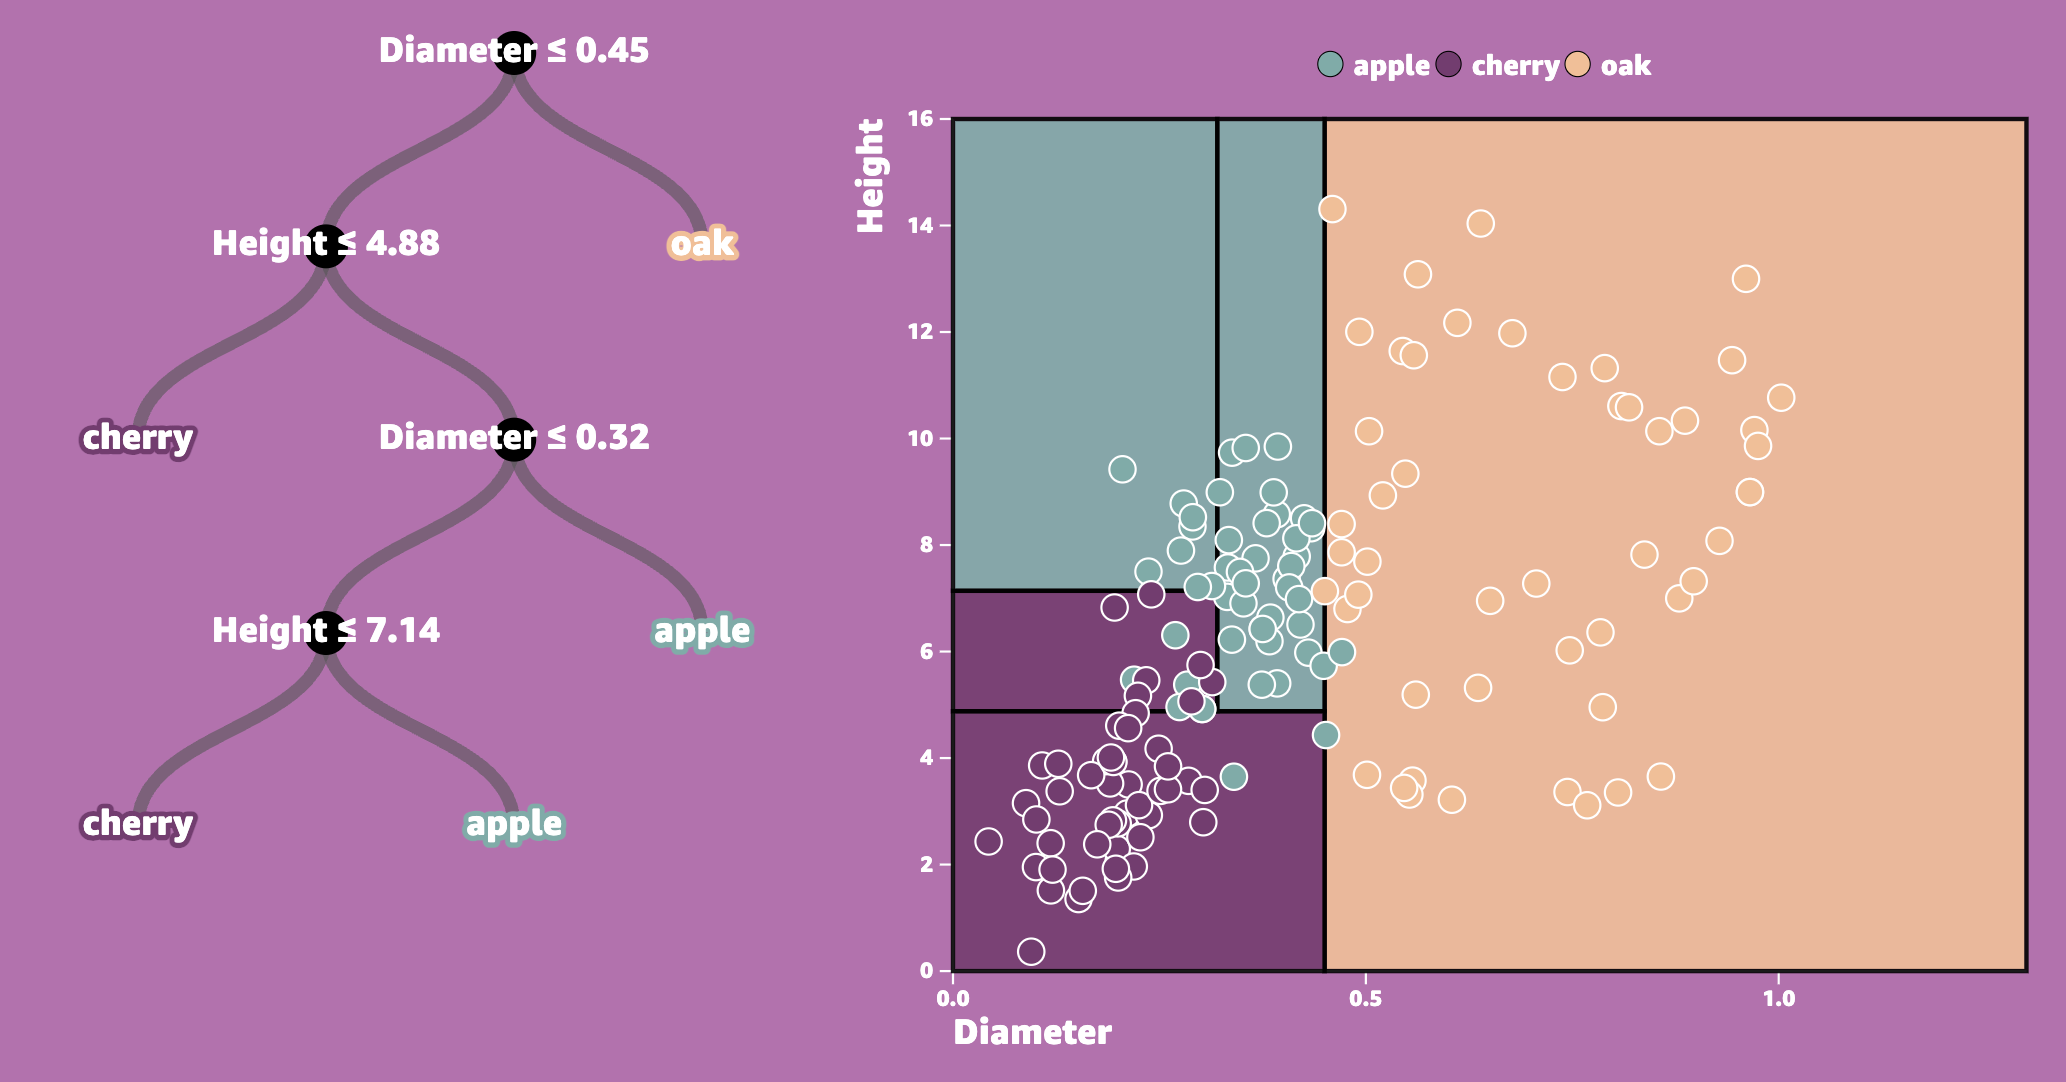 Diameter ≤ 0.45
Height ≤ 4.88
oak
cherry
Diameter ≤ 0.32
Height ≤ 7.14
apple
cherry
apple
apple
cherry
oak
Height
16
14
12
10
8
6
4
2
0
0.0
0.5
1.0
Diameter